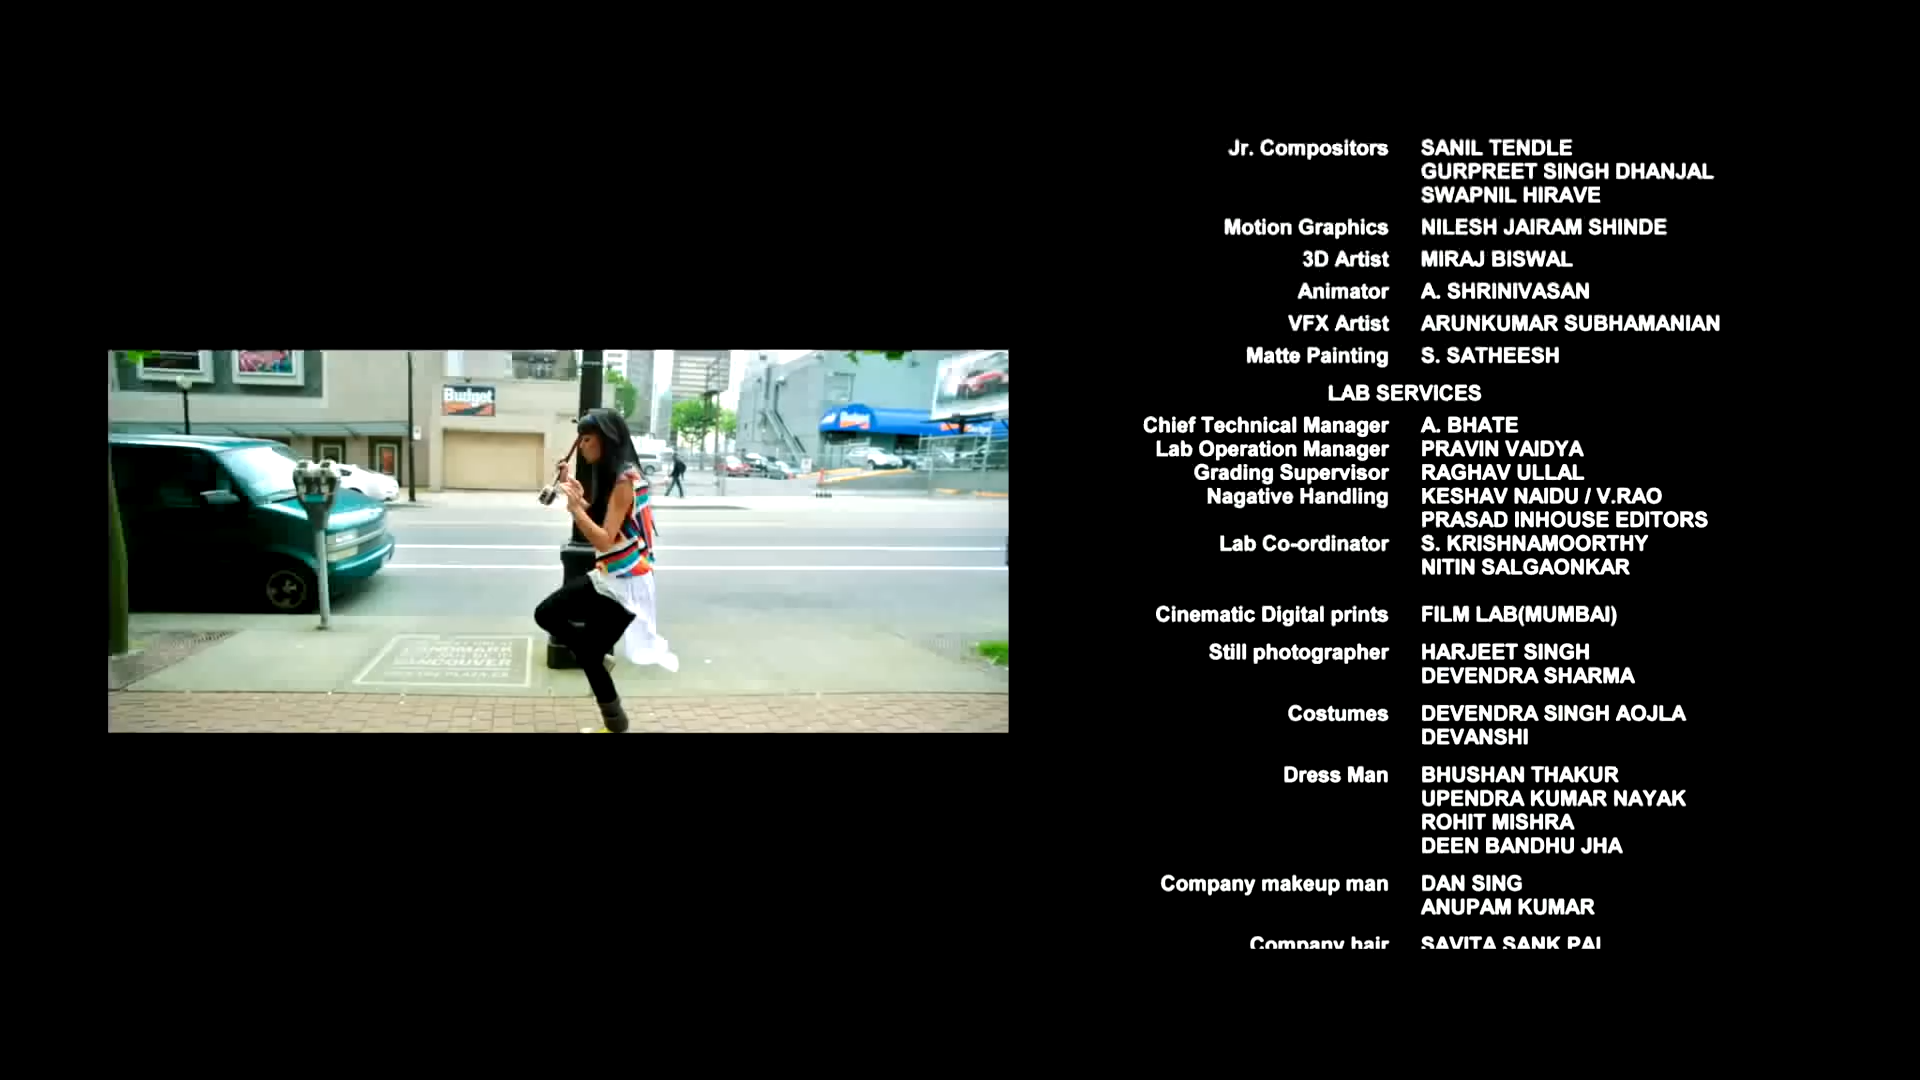 Budget
LANDMARK
VANCOUVER
Jr. Compositors SANIL TENDLE
GURPREET SINGH DHANJAL
SWAPNIL HIRAVE
Motion Graphics NILESH JAIRAM SHINDE
3D Artist MIRAJ BISWAL
Animator A. SHRINIVASAN
VFX Artist ARUNKUMAR SUBHAMANIAN
Matte Painting S. SATHEESH
LAB SERVICES
Chief Technical Manager A. BHATE
Lab Operation Manager PRAVIN VAIDYA
Grading Supervisor RAGHAV ULLAL
Nagative Handling KESHAV NAIDU / V.RAO
PRASAD INHOUSE EDITORS
Lab Co-ordinator S. KRISHNAMOORTHY
NITIN SALGAONKAR
Cinematic Digital prints FILM LAB(MUMBAI)
Still photographer HARJEET SINGH
DEVENDRA SHARMA
Costumes DEVENDRA SINGH AOJLA
DEVANSHI
Dress Man BHUSHAN THAKUR
UPENDRA KUMAR NAYAK
ROHIT MISHRA
DEEN BANDHU JHA
Company makeup man DAN SING
ANUPAM KUMAR
Company hair SAVITA SANK PAL